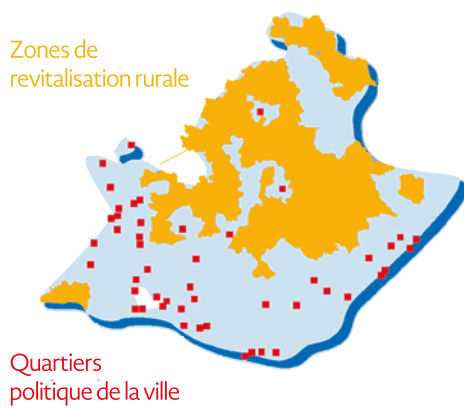 Zones de
revitalisation rurale
Quartiers
politique de la ville